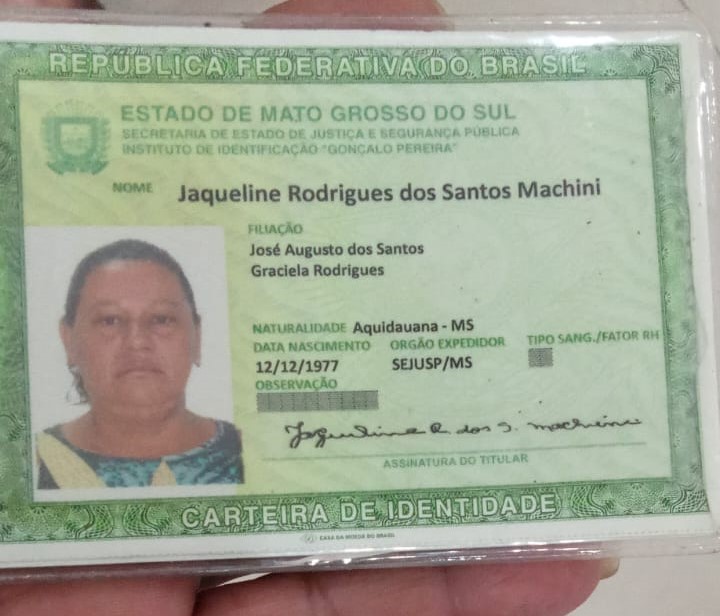 REPÚBLICA FEDERATIVA DO BRASIL
ESTADO DE MATO GROSSO DO SUL
SECRETARIA DE ESTADO DE JUSTIÇA E SEGURANÇA PÚBLICA
INSTITUTO DE IDENTIFICAÇÃO "GONÇALO PEREIRA"
NOME Jaqueline Rodrigues dos Santos Machini
FILIAÇÃO
José Augusto dos Santos
Graciela Rodrigues
NATURALIDADE Aquidauana - MS
DATA NASCIMENTO ORGÃO EXPEDIDOR TIPO SANG./FATOR RH
12/12/1977 SEJUSP/MS
OBSERVAÇÃO
Jaqueline R dos S. Machini
ASSINATURA DO TITULAR
CARTEIRA DE IDENTIDADE
CASA DA MOEDA DO BRASIL